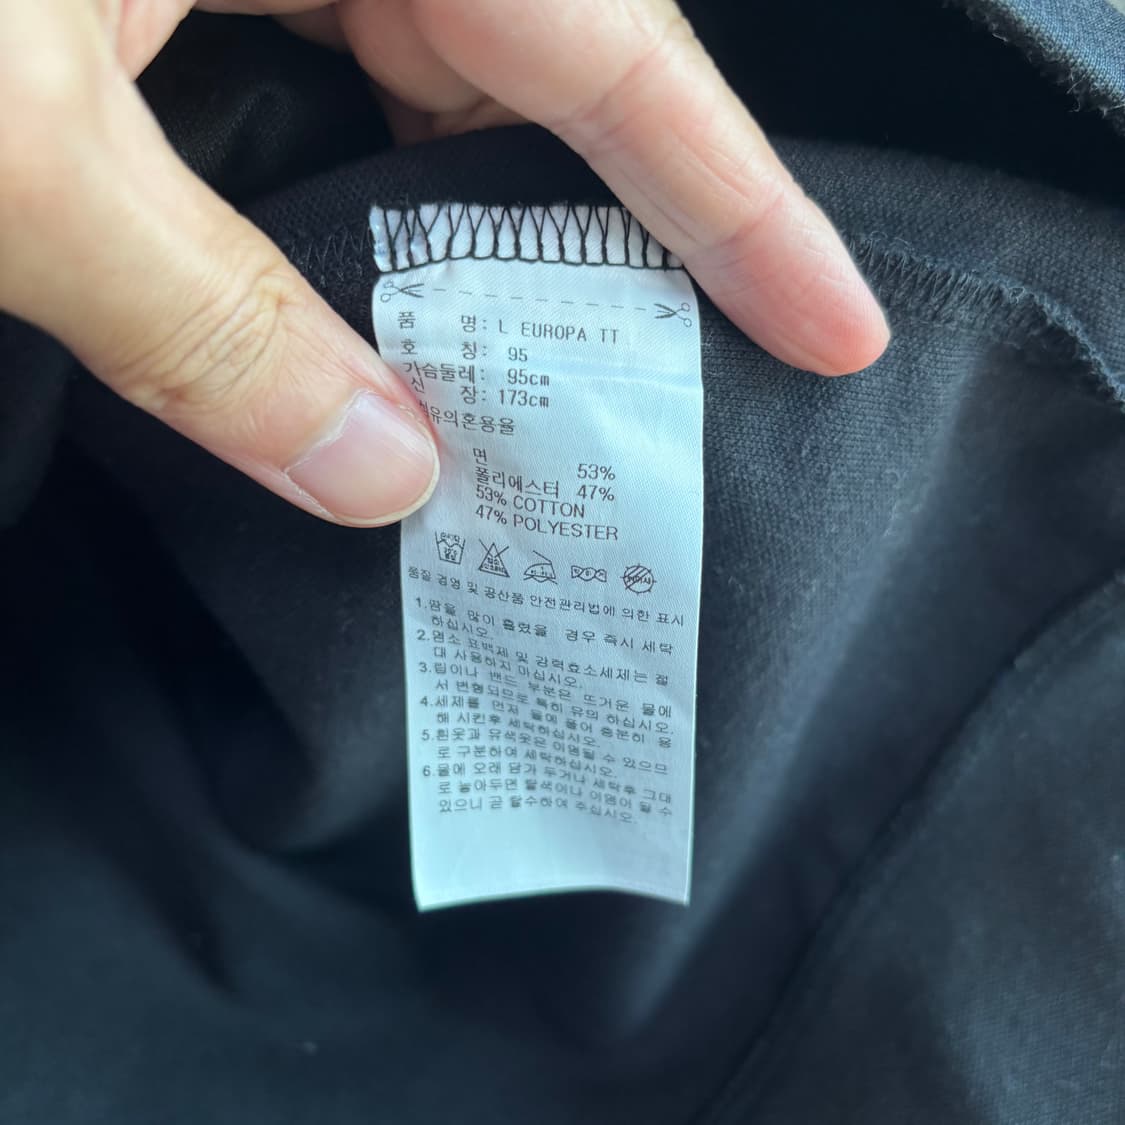 품 명: L EUROPA TT
호 칭: 95
가슴둘레: 95cm
신 장: 173cm
유의혼용율
면 53%
폴리에스터 47%
53% COTTON
47% POLYESTER
품질 경영 및 공산품 안전관리법에 의한 표시
1.땀을 많이 흘렸을 경우 즉시 세탁
하십시오.
2.염소 표백제 및 강력효소세제는 절
대 사용하지 마십시오.
3.립이나 밴드 부분은 뜨거운 물에
서 변형되므로 특히 유의 하십시오.
4.세제를 먼저 물에 풀어 충분히 용
해 시킨후 세탁하십시오.
5.흰옷과 유색옷은 이염될 수 있으므
로 구분하여 세탁하십시오.
6.물에 오래 담가 두거나 세탁후 그대
로 놓아두면 탈색이나 이염이 될 수
있으니 곧 탈수하여 주십시오.